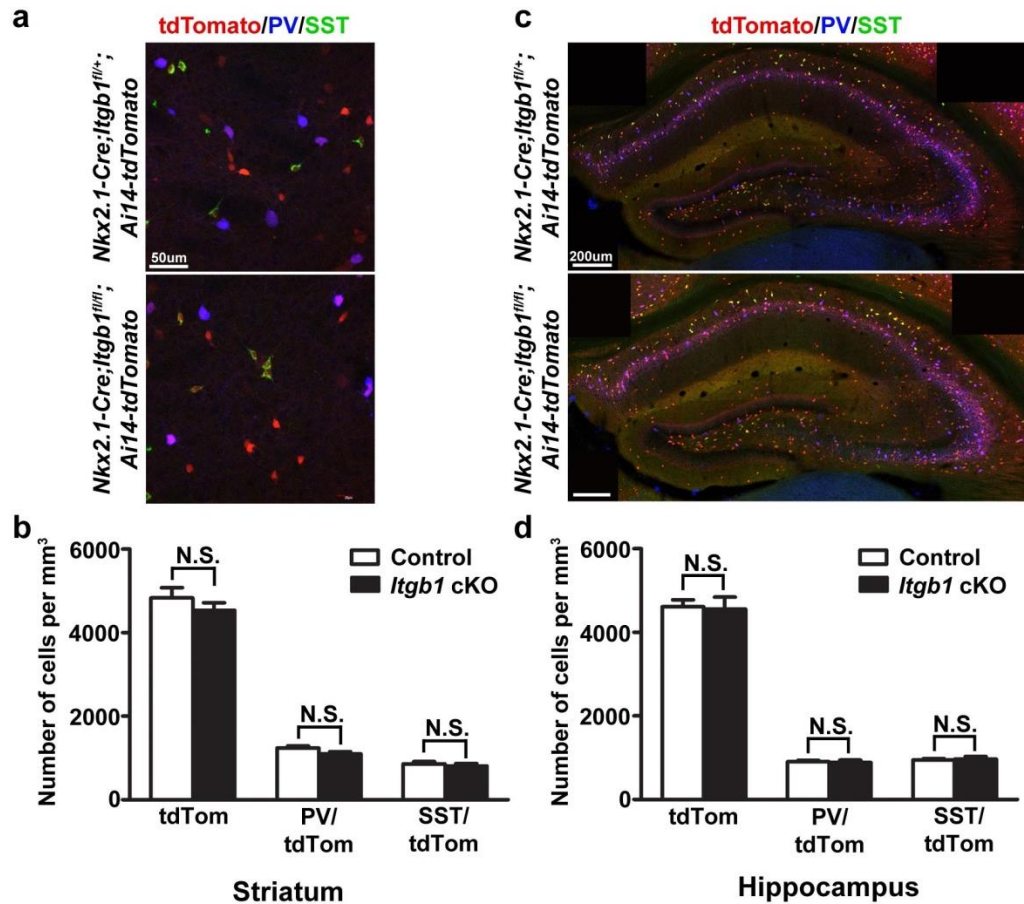 a
tdTomato/PV/SST
Nkx2.1-Cre;Itgb1fl/+;
Ai14-tdTomato
50um
Nkx2.1-Cre;Itgb1fl/fl;
Ai14-tdTomato
c
tdTomato/PV/SST
Nkx2.1-Cre;Itgb1fl/+;
Ai14-tdTomato
200um
Nkx2.1-Cre;Itgb1fl/fl;
Ai14-tdTomato
b
Number of cells per mm³
6000
4000
2000
0
N.S.
N.S.
N.S.
Control
Itgb1 cKO
tdTom
PV/
tdTom
SST/
tdTom
Striatum
d
Number of cells per mm³
6000
4000
2000
0
N.S.
N.S.
N.S.
Control
Itgb1 cKO
tdTom
PV/
tdTom
SST/
tdTom
Hippocampus